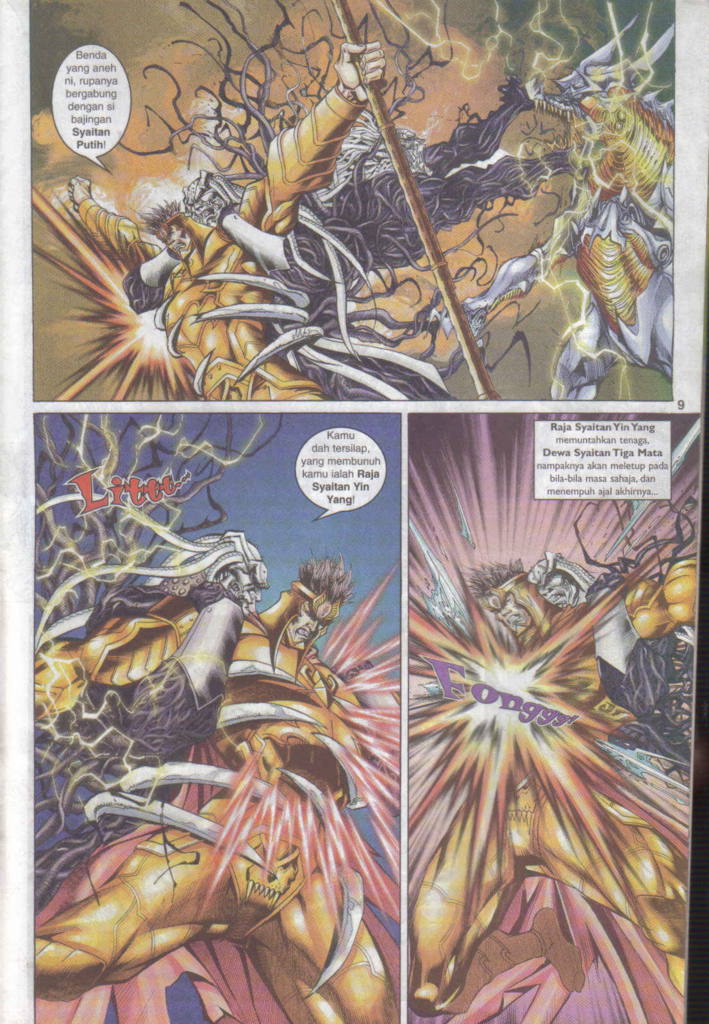 Benda
yang aneh
ni, rupanya
bergabung
dengan si
bajingan
Syaitan
Putih!
9
Litttt...
Kamu
dah tersilap,
yang membunuh
kamu ialah Raja
Syaitan Yin
Yang!
Raja Syaitan Yin Yang
memuntahkan tenaga,
Dewa Syaitan Tiga Mata
nampaknya akan meletup pada
bila-bila masa sahaja, dan
menempuh ajal akhirnya...
Fonggg!